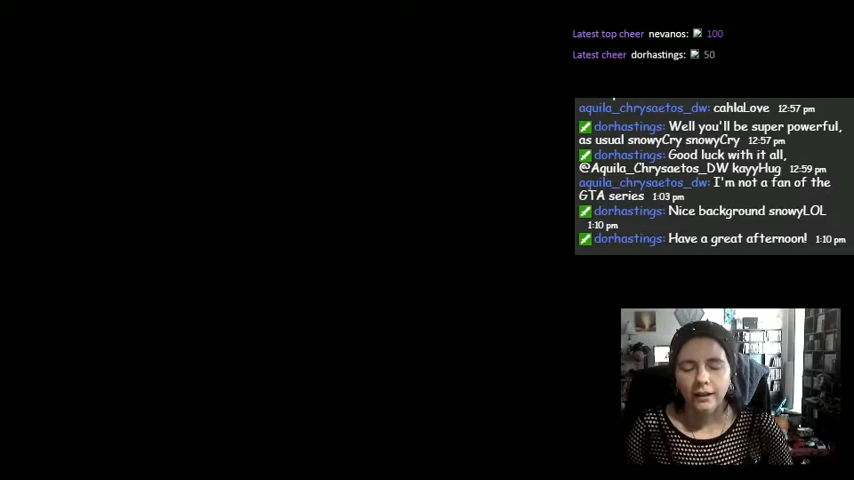 Latest top cheer nevanos: 100
Latest cheer dorhastings: 50
aquila_chrysaetos_dw: cahlaLove 12:57 pm
dorhastings: Well you'll be super powerful,
as usual snowyCry snowyCry 12:57 pm
dorhastings: Good luck with it all,
@Aquila_Chrysaetos_DW kayyHug 12:59 pm
aquila_chrysaetos_dw: I'm not a fan of the
GTA series 1:03 pm
dorhastings: Nice background snowyLOL
1:10 pm
dorhastings: Have a great afternoon! 1:10 pm